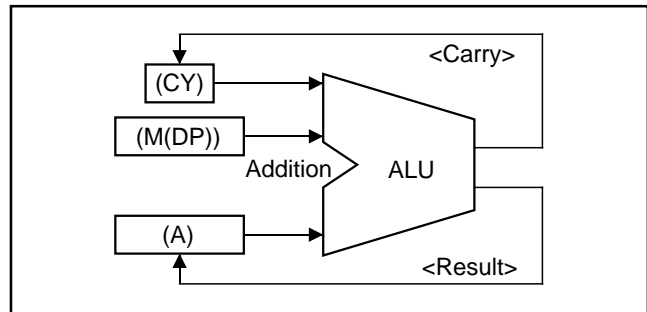 <Carry>
(CY)
(M(DP))
Addition
ALU
(A)
<Result>